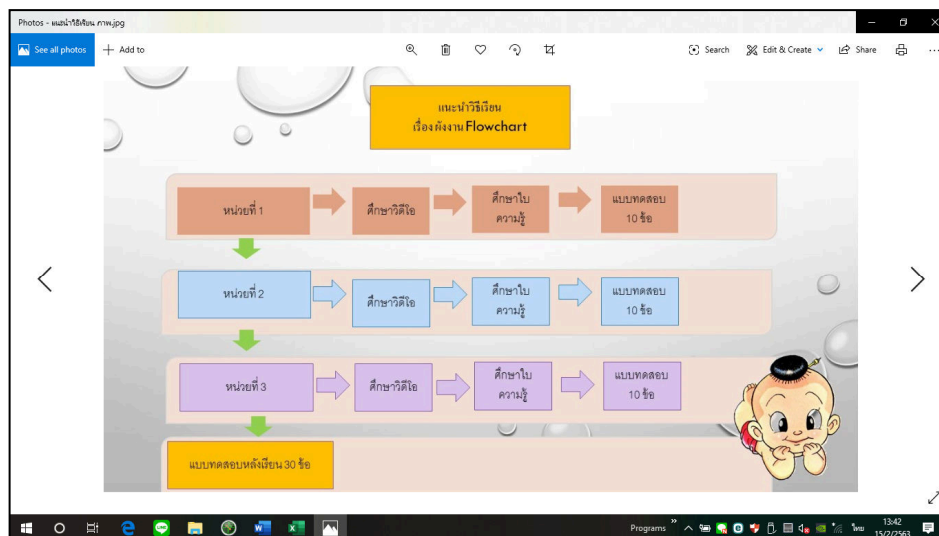 Photos - แนะนำวิธีเรียน ภาพ.jpg
See all photos
Add to
Search
Edit & Create
Share
แนะนำวิธีเรียน
เรื่อง ผังงาน Flowchart
หน่วยที่ 1
ศึกษาวิดีโอ
ศึกษาใบ
ความรู้
แบบทดสอบ
10 ข้อ
หน่วยที่ 2
ศึกษาวิดีโอ
ศึกษาใบ
ความรู้
แบบทดสอบ
10 ข้อ
หน่วยที่ 3
ศึกษาวิดีโอ
ศึกษาใบ
ความรู้
แบบทดสอบ
10 ข้อ
แบบทดสอบหลังเรียน 30 ข้อ
Programs
ไทย
13:42
15/2/2563